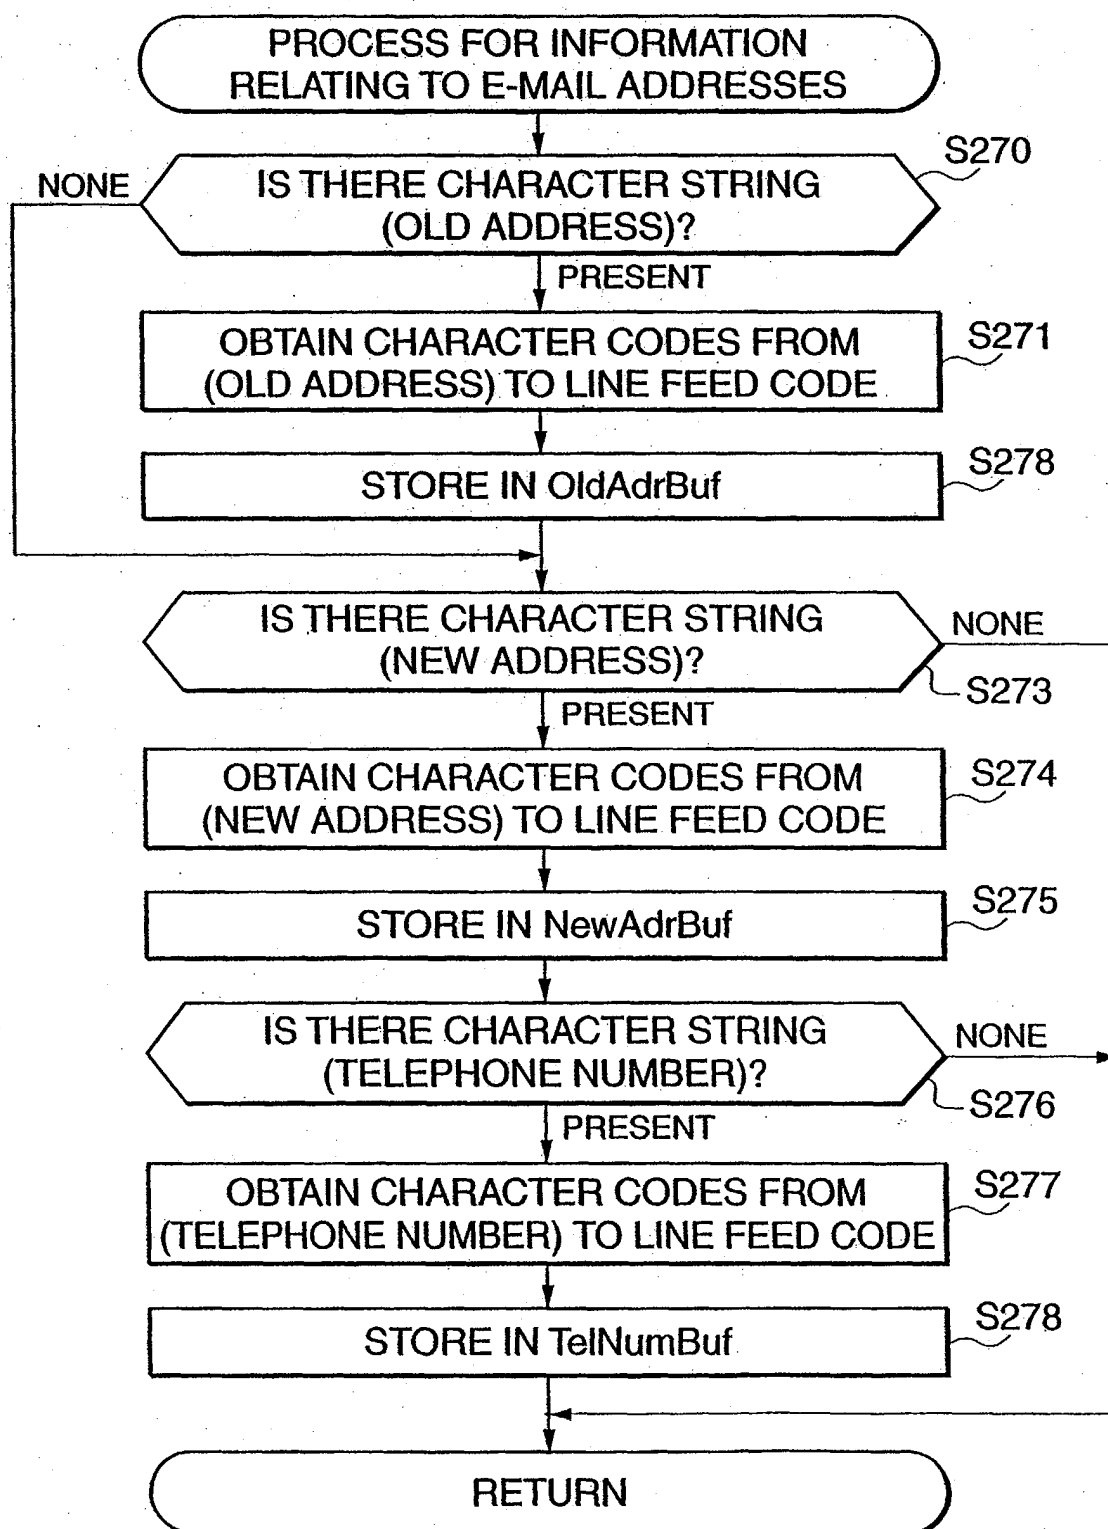 PROCESS FOR INFORMATION
RELATING TO E-MAIL ADDRESSES
S270
NONE
IS THERE CHARACTER STRING
(OLD ADDRESS)?
PRESENT
S271
OBTAIN CHARACTER CODES FROM
(OLD ADDRESS) TO LINE FEED CODE
S278
STORE IN OldAdrBuf
IS THERE CHARACTER STRING
(NEW ADDRESS)?
NONE
S273
PRESENT
S274
OBTAIN CHARACTER CODES FROM
(NEW ADDRESS) TO LINE FEED CODE
S275
STORE IN NewAdrBuf
IS THERE CHARACTER STRING
(TELEPHONE NUMBER)?
NONE
S276
PRESENT
S277
OBTAIN CHARACTER CODES FROM
(TELEPHONE NUMBER) TO LINE FEED CODE
S278
STORE IN TelNumBuf
RETURN